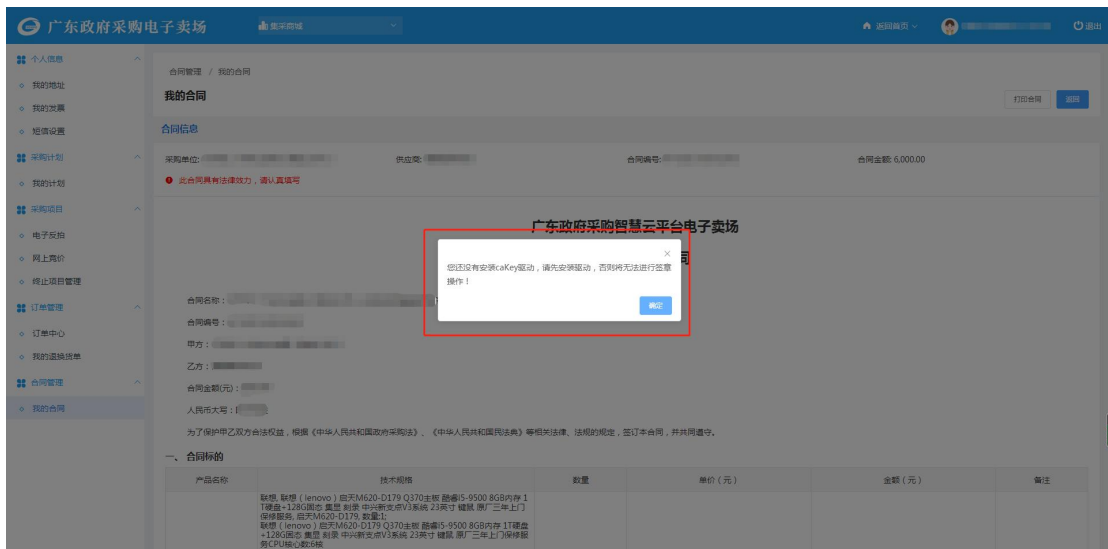 广东政府采购电子卖场
集采商城
返回首页
退出
个人信息
我的地址
我的发票
短信设置
采购计划
我的计划
采购项目
电子反拍
网上竞价
终止项目管理
订单管理
订单中心
我的退换货单
合同管理
我的合同
合同管理 / 我的合同
我的合同
打印合同
返回
合同信息
采购单位:
供应商:
合同编号:
合同金额: 6,000.00
此合同具有法律效力，请认真填写
广东政府采购智慧云平台电子卖场
同
您还没有安装caKey驱动，请先安装驱动，否则将无法进行签章
操作！
确定
合同名称：
合同编号：
甲方：
乙方：
合同金额(元)：
人民币大写：
为了保护甲乙双方合法权益，根据《中华人民共和国政府采购法》、《中华人民共和国民法典》等相关法律、法规的规定，签订本合同，并共同遵守。
一、合同标的
产品名称 技术规格 数量 单价（元） 金额（元） 备注
联想, 联想（lenovo）启天M620-D179 Q370主板 酷睿i5-9500 8GB内存 1
T硬盘+128G固态 集显 刻录 中兴新支点V3系统 23英寸 键鼠 原厂三年上门
保修服务, 启天M620-D179, 数量:1;
联想（lenovo）启天M620-D179 Q370主板 酷睿i5-9500 8GB内存 1T硬盘
+128G固态 集显 刻录 中兴新支点V3系统 23英寸 键鼠 原厂三年上门保修服
务CPU核心数:6核